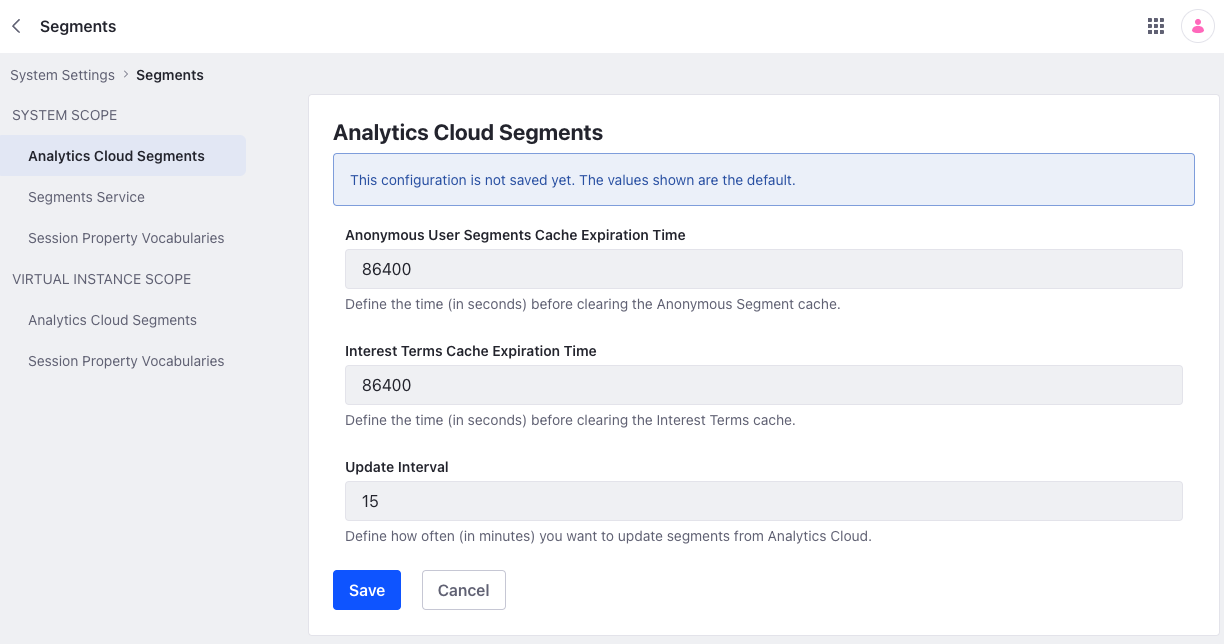 Segments
System Settings > Segments
SYSTEM SCOPE
Analytics Cloud Segments
Segments Service
Session Property Vocabularies
VIRTUAL INSTANCE SCOPE
Analytics Cloud Segments
Session Property Vocabularies
Analytics Cloud Segments
This configuration is not saved yet. The values shown are the default.
Anonymous User Segments Cache Expiration Time
86400
Define the time (in seconds) before clearing the Anonymous Segment cache.
Interest Terms Cache Expiration Time
86400
Define the time (in seconds) before clearing the Interest Terms cache.
Update Interval
15
Define how often (in minutes) you want to update segments from Analytics Cloud.
Save Cancel